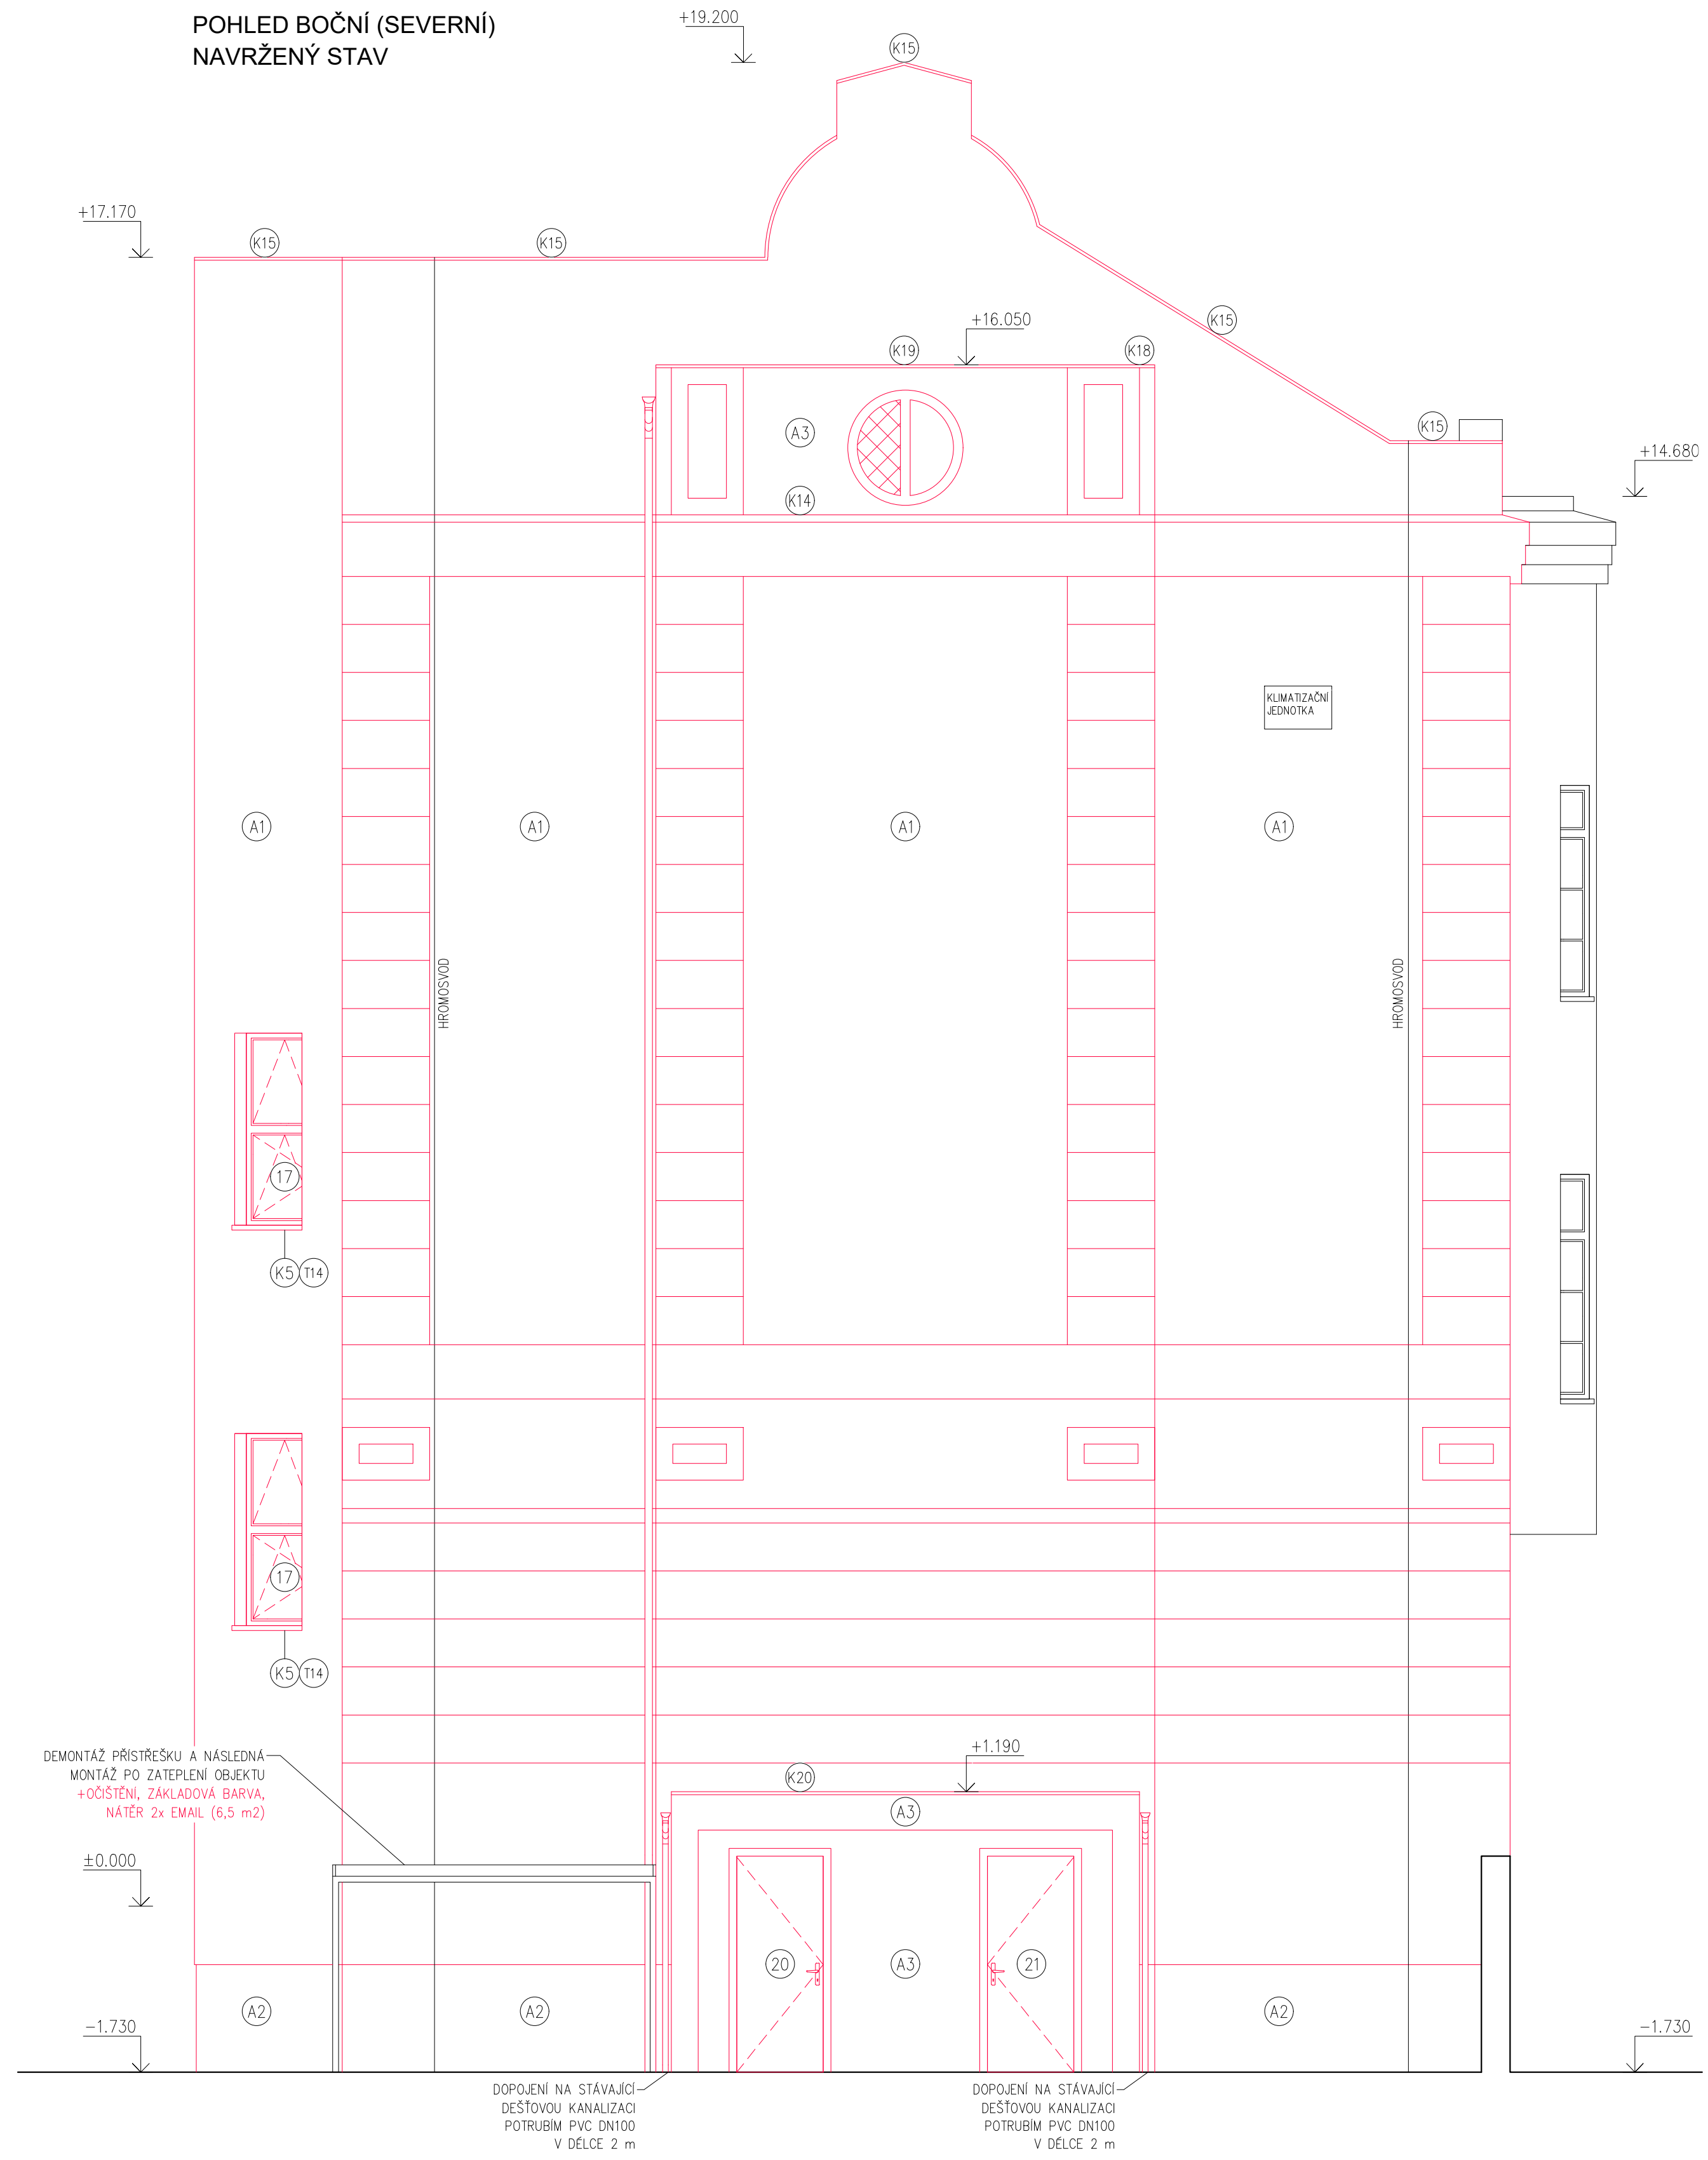 POHLED BOČNÍ (SEVERNÍ)
NAVRŽENÝ STAV
+19.200
K15
+17.170
K15
K15
K15
+16.050
K19
K18
A3
K15
+14.680
K14
KLIMATIZAČNÍ
JEDNOTKA
A1
A1
A1
A1
HROMOSVOD
HROMOSVOD
17
K5
T14
17
K5
T14
DEMONTÁŽ PŘÍSTŘEŠKU A NÁSLEDNÁ
MONTÁŽ PO ZATEPLENÍ OBJEKTU
+OČIŠTĚNÍ, ZÁKLADOVÁ BARVA,
NÁTĚR 2x EMAIL (6,5 m2)
+1.190
K20
A3
±0.000
20
A3
21
A2
A2
A2
−1.730
−1.730
DOPOJENÍ NA STÁVAJÍCÍ
DEŠŤOVOU KANALIZACI
POTRUBÍM PVC DN100
V DÉLCE 2 m
DOPOJENÍ NA STÁVAJÍCÍ
DEŠŤOVOU KANALIZACI
POTRUBÍM PVC DN100
V DÉLCE 2 m